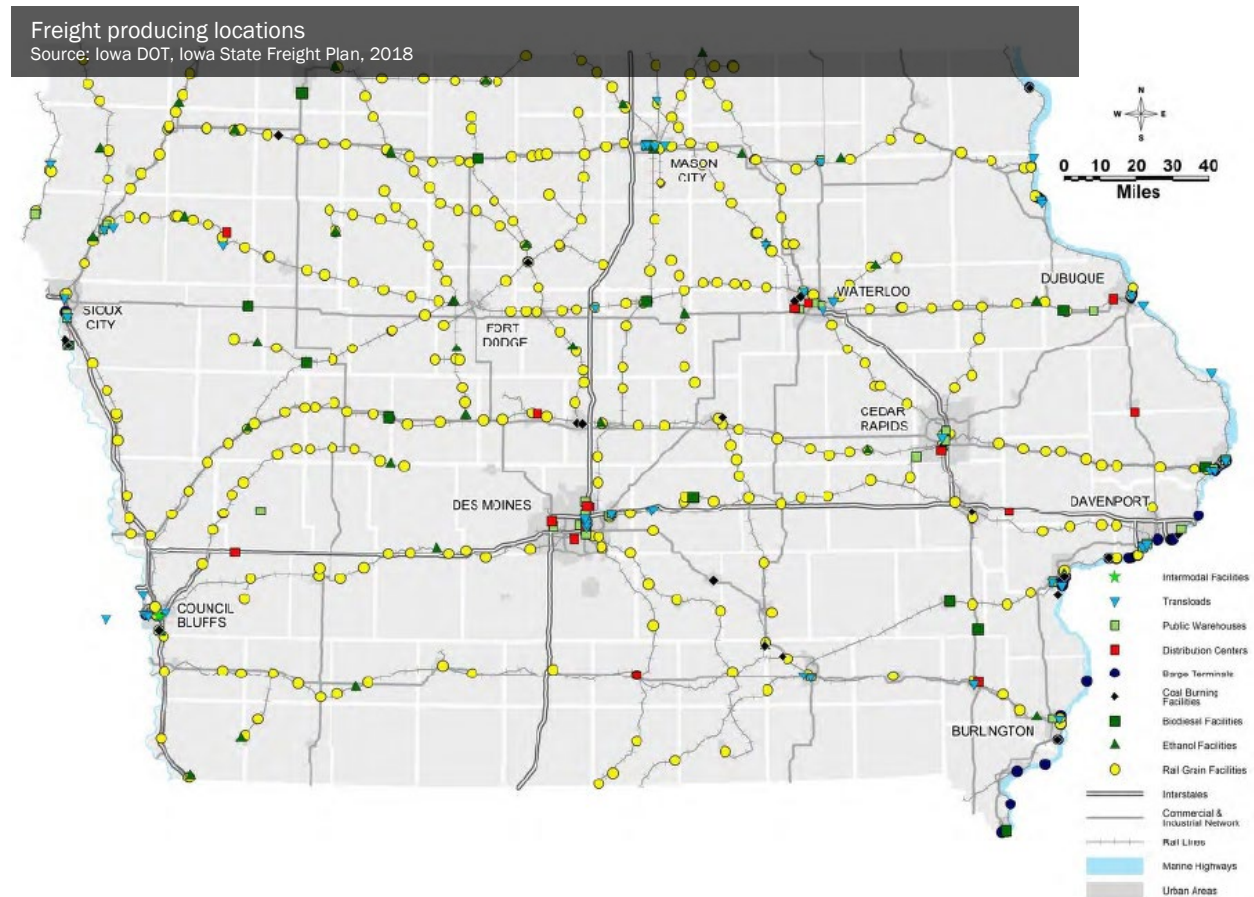 Freight producing locations
Source: Iowa DOT, Iowa State Freight Plan, 2018
N
W E
S
0 10 20 30 40
Miles
MASON
CITY
DUBUQUE
WATERLOO
SIOUX
CITY
FORT
DODGE
CEDAR
RAPIDS
DES MOINES
DAVENPORT
COUNCIL
BLUFFS
BURLINGTON
Intermodal Facilities
Transloads
Public Warehouses
Distribution Centers
Barge Terminals
Coal Burning
Facilities
Biodiesel Facilities
Ethanol Facilities
Rail Grain Facilities
Interstates
Commercial &
Industrial Network
Rail Lines
Marine Highways
Urban Areas